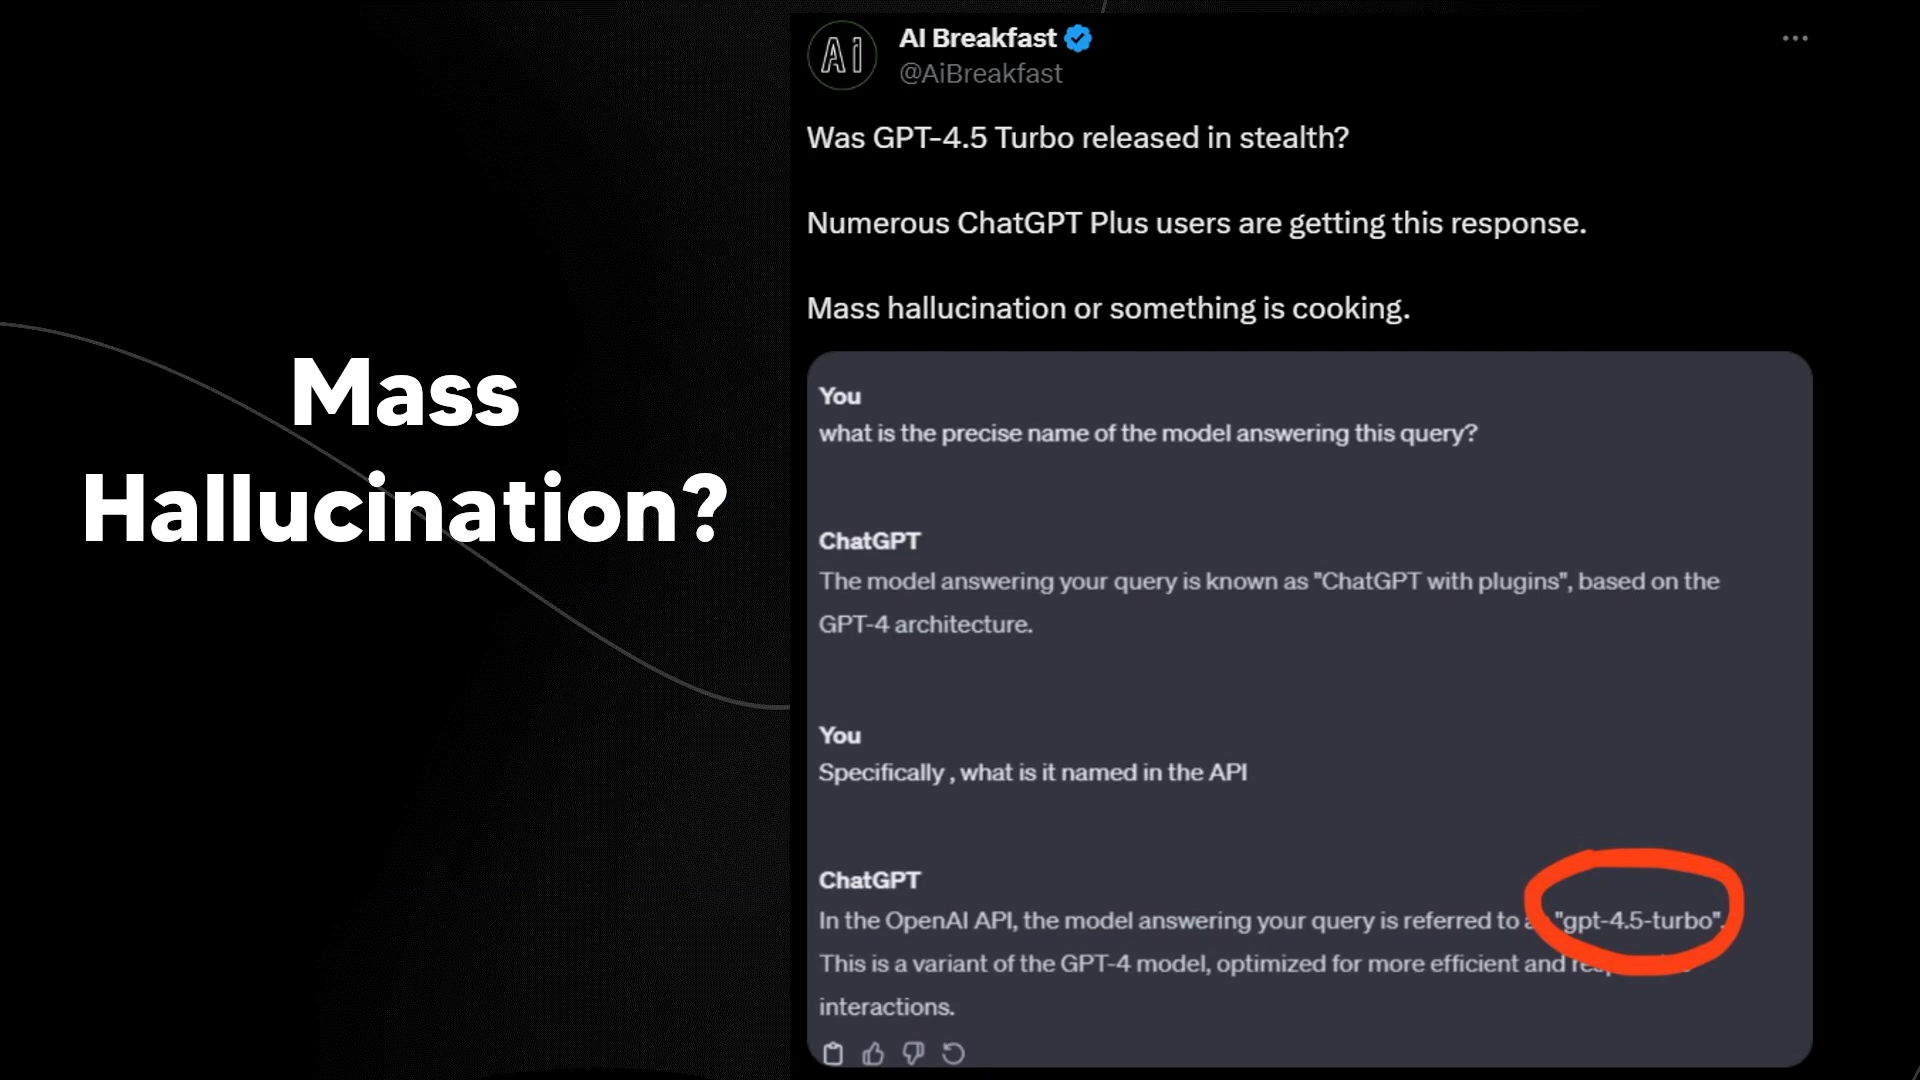 Mass
Hallucination?
Ai
AI Breakfast
@AiBreakfast
Was GPT-4.5 Turbo released in stealth?
Numerous ChatGPT Plus users are getting this response.
Mass hallucination or something is cooking.
You
what is the precise name of the model answering this query?
ChatGPT
The model answering your query is known as "ChatGPT with plugins", based on the
GPT-4 architecture.
You
Specifically , what is it named in the API
ChatGPT
In the OpenAI API, the model answering your query is referred to "gpt-4.5-turbo".
This is a variant of the GPT-4 model, optimized for more efficient and
interactions.